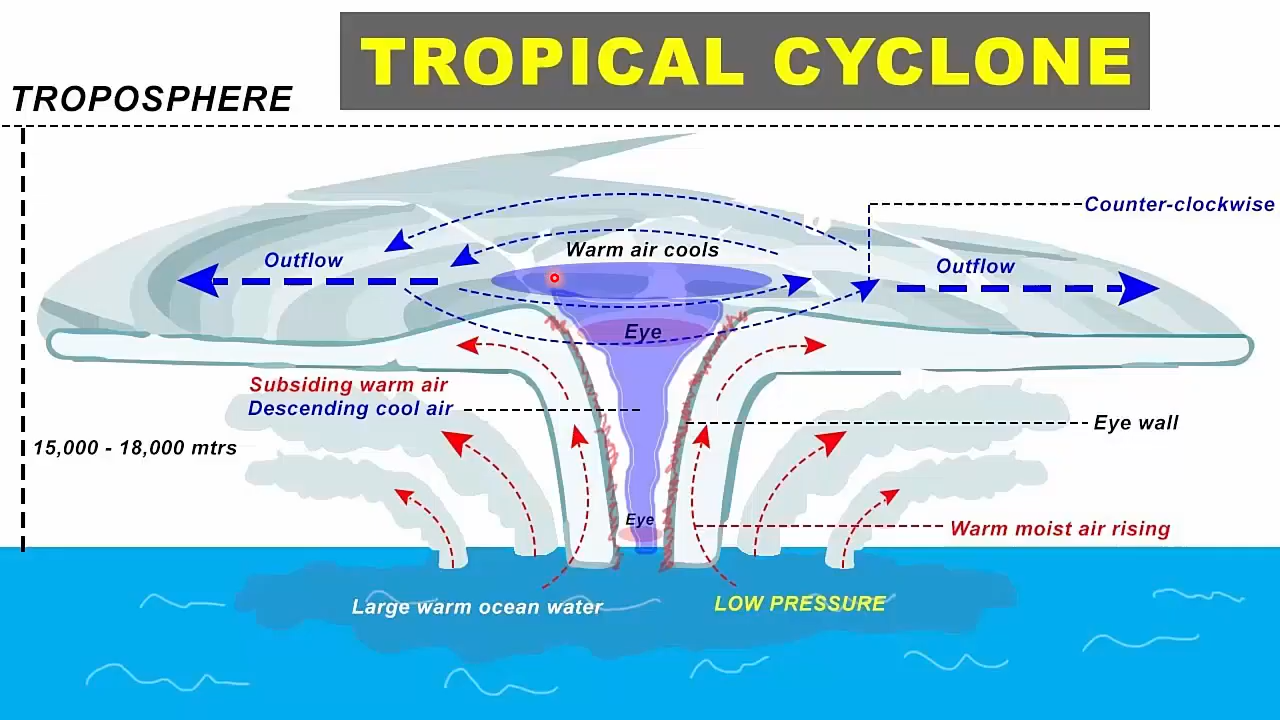 TROPICAL CYCLONE
TROPOSPHERE
Counter-clockwise
Warm air cools
Outflow
Outflow
Eye
Subsiding warm air
Descending cool air
Eye wall
15,000 - 18,000 mtrs
Eye
Warm moist air rising
Large warm ocean water
LOW PRESSURE